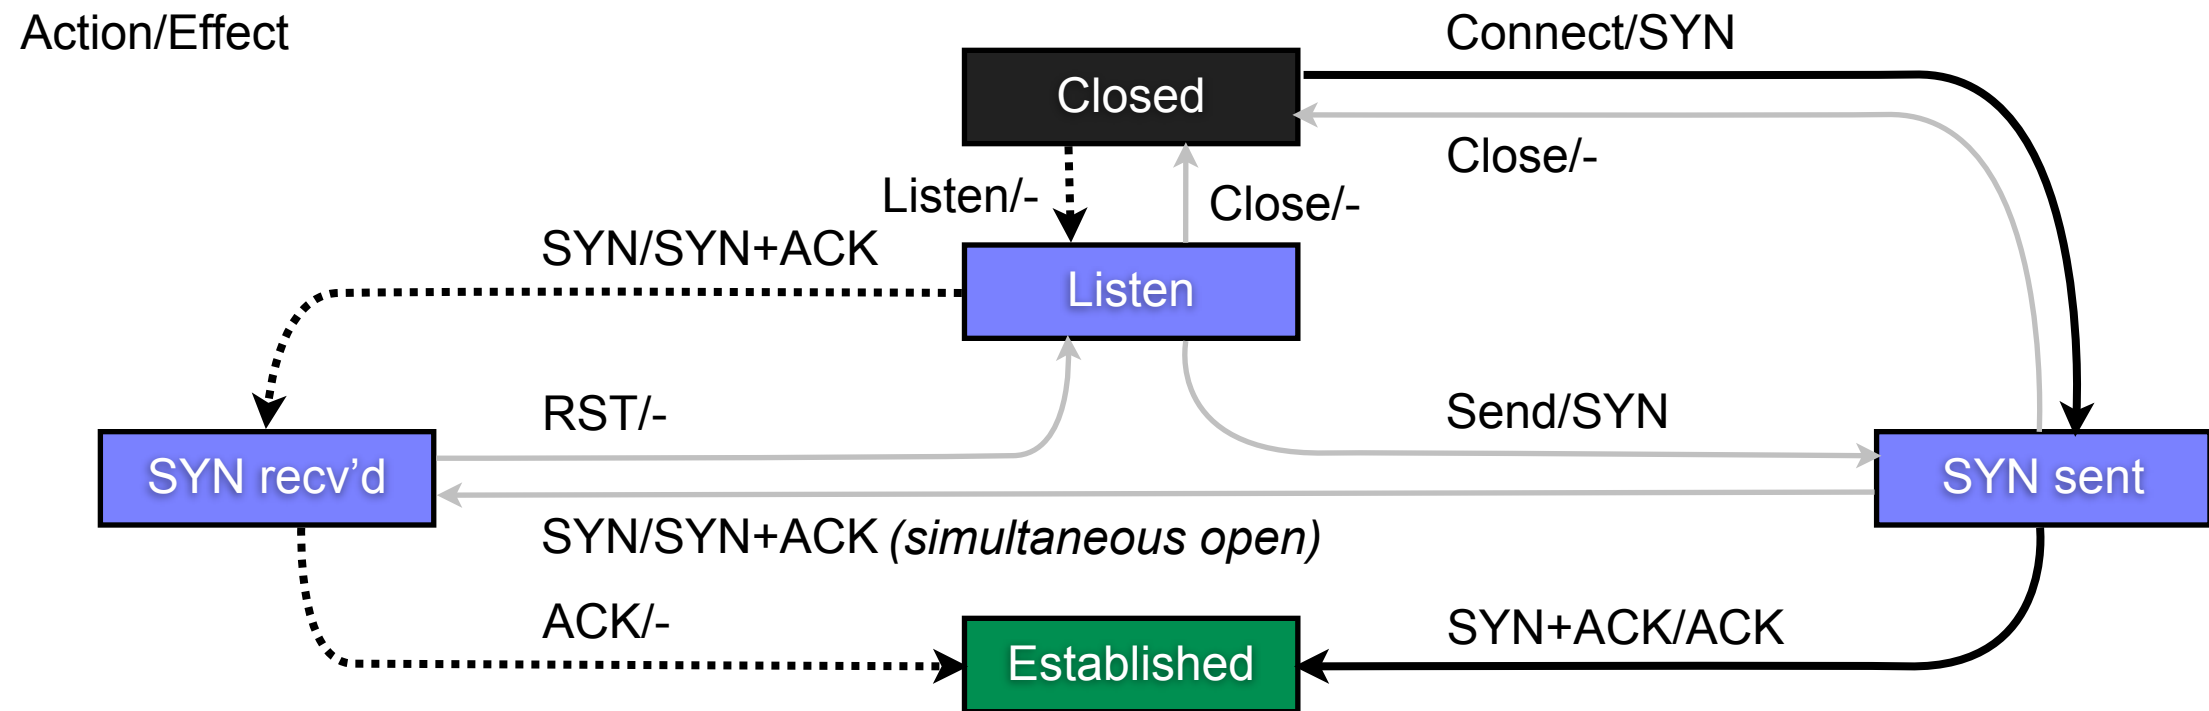 Action/Effect
Connect/SYN
Closed
Close/-
Listen/-
Close/-
SYN/SYN+ACK
Listen
RST/-
Send/SYN
SYN recv’d
SYN sent
SYN/SYN+ACK (simultaneous open)
ACK/-
SYN+ACK/ACK
Established